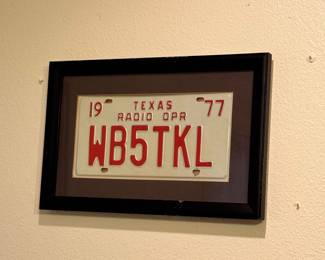 19 TEXAS 77
RADIO OPR
WB5TKL